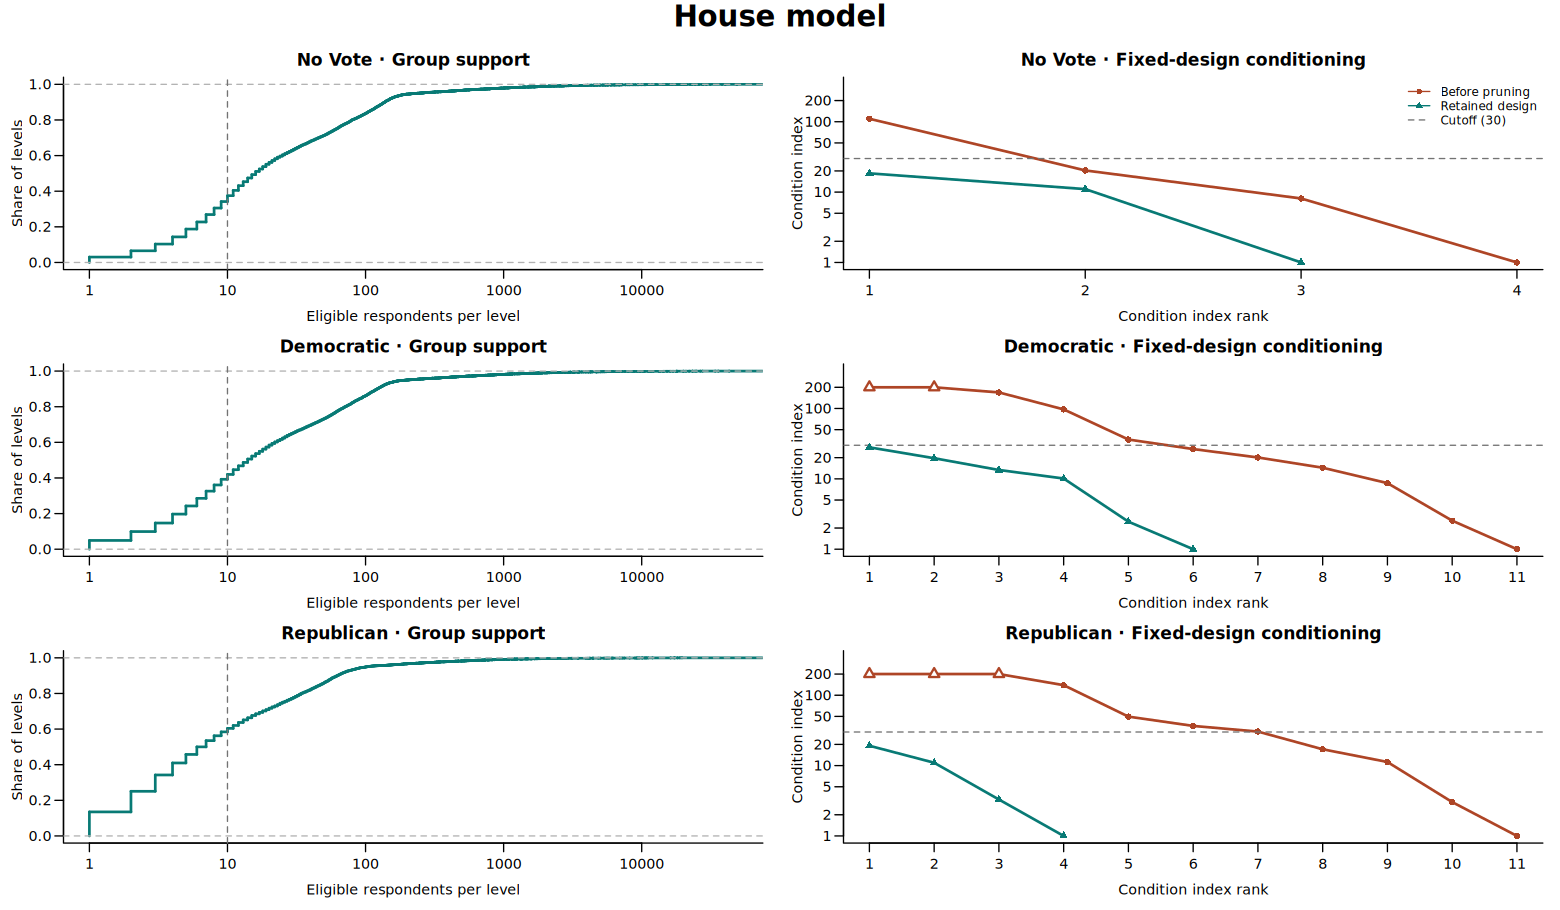 House model
No Vote · Group support
Share of levels
1.0
0.8
0.6
0.4
0.2
0.0
1 10 100 1000 10000
Eligible respondents per level
No Vote · Fixed-design conditioning
Condition index
200
100
50
20
10
5
2
1
Before pruning
Retained design
Cutoff (30)
1 2 3 4
Condition index rank
Democratic · Group support
Share of levels
1.0
0.8
0.6
0.4
0.2
0.0
1 10 100 1000 10000
Eligible respondents per level
Democratic · Fixed-design conditioning
Condition index
200
100
50
20
10
5
2
1
1 2 3 4 5 6 7 8 9 10 11
Condition index rank
Republican · Group support
Share of levels
1.0
0.8
0.6
0.4
0.2
0.0
1 10 100 1000 10000
Eligible respondents per level
Republican · Fixed-design conditioning
Condition index
200
100
50
20
10
5
2
1
1 2 3 4 5 6 7 8 9 10 11
Condition index rank